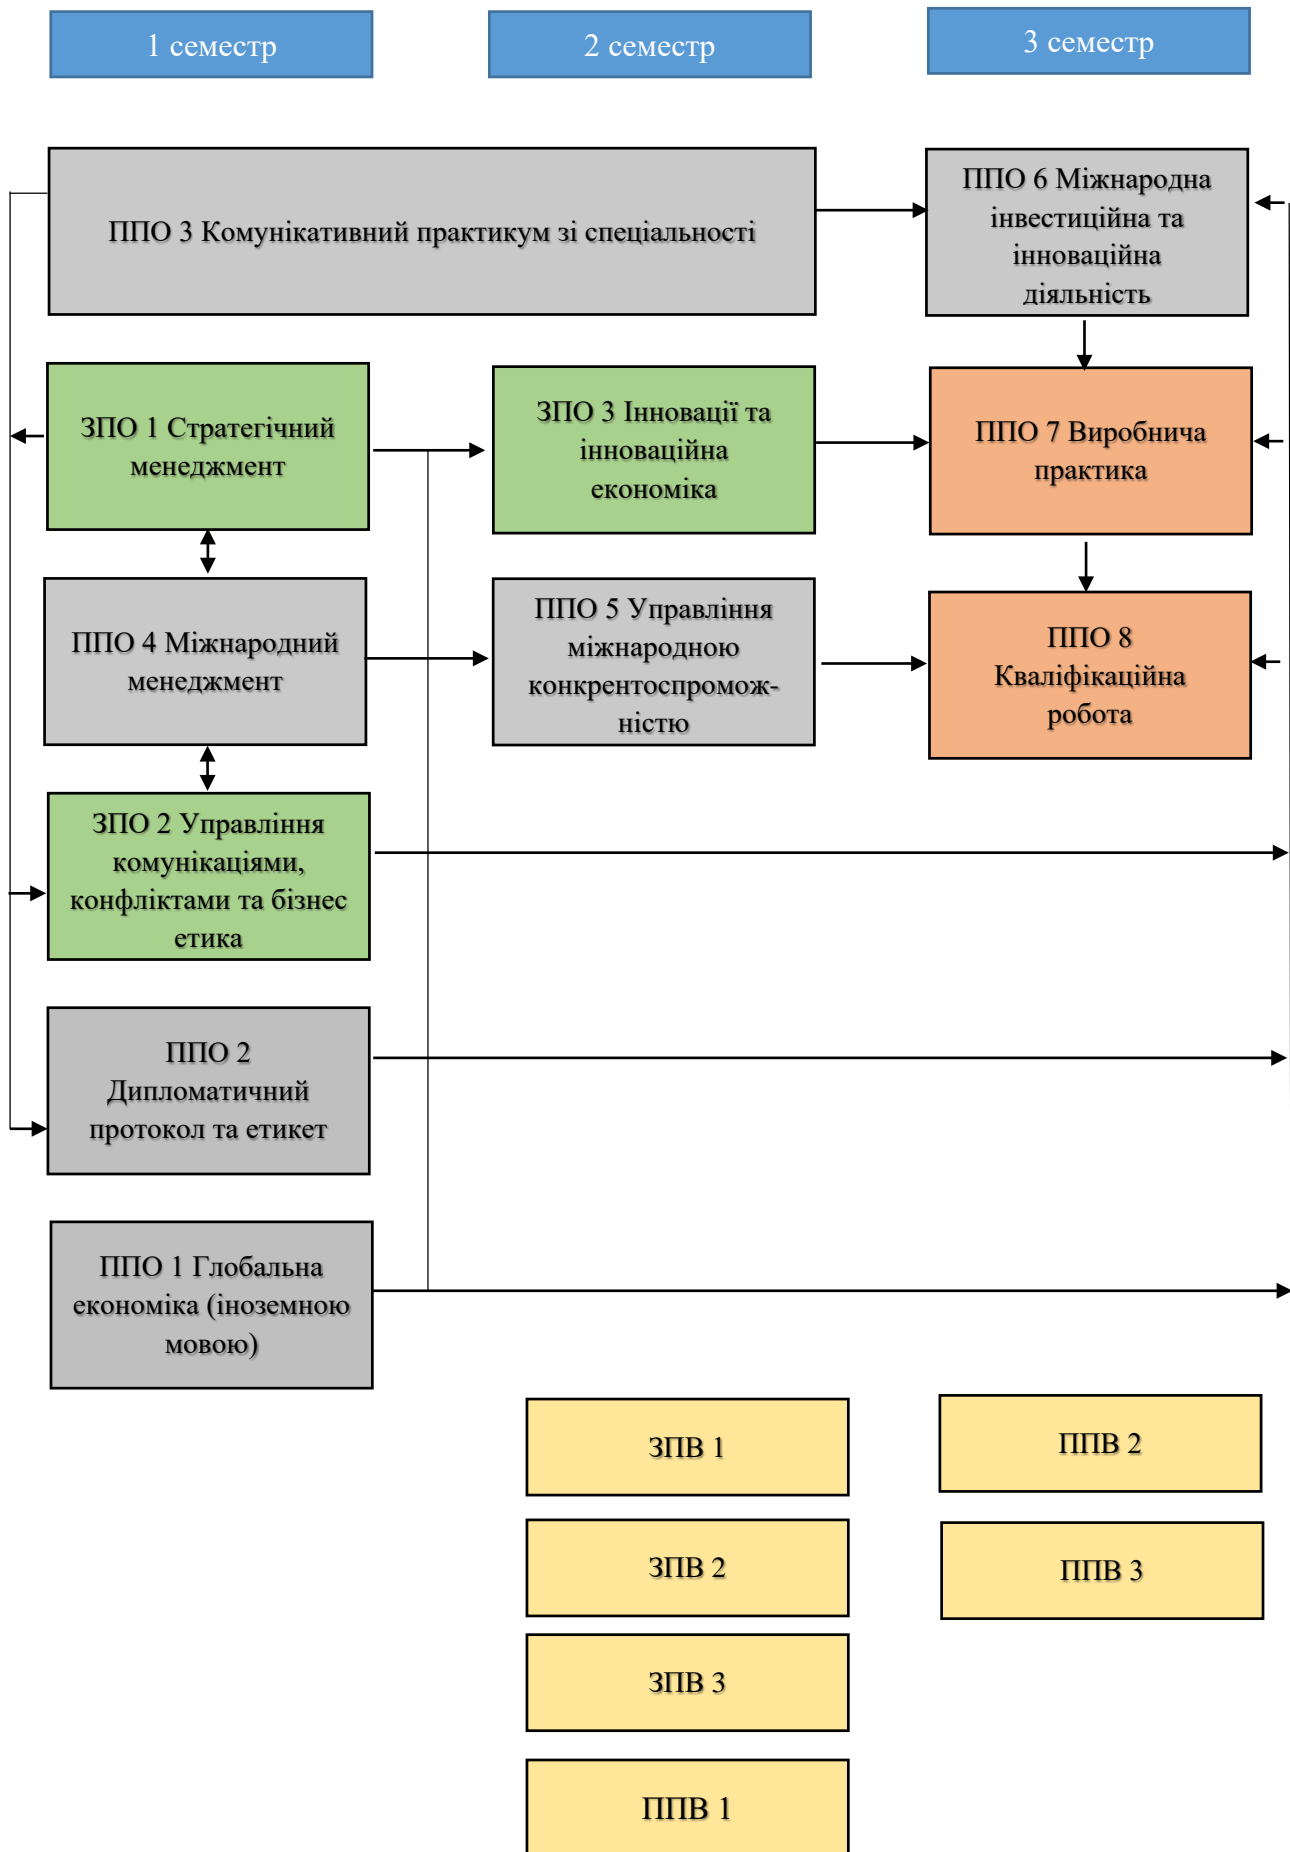 1 семестр
2 семестр
3 семестр
ППО 3 Комунікативний практикум зі спеціальності
ППО 6 Міжнародна
інвестиційна та
інноваційна
діяльність
ЗПО 1 Стратегічний
менеджмент
ЗПО 3 Інновації та
інноваційна
економіка
ППО 7 Виробнича
практика
ППО 4 Міжнародний
менеджмент
ППО 5 Управління
міжнародною
конкрентоспромож-
ністю
ППО 8
Кваліфікаційна
робота
ЗПО 2 Управління
комунікаціями,
конфліктами та бізнес
етика
ППО 2
Дипломатичний
протокол та етикет
ППО 1 Глобальна
економіка (іноземною
мовою)
ЗПВ 1
ППВ 2
ЗПВ 2
ППВ 3
ЗПВ 3
ППВ 1